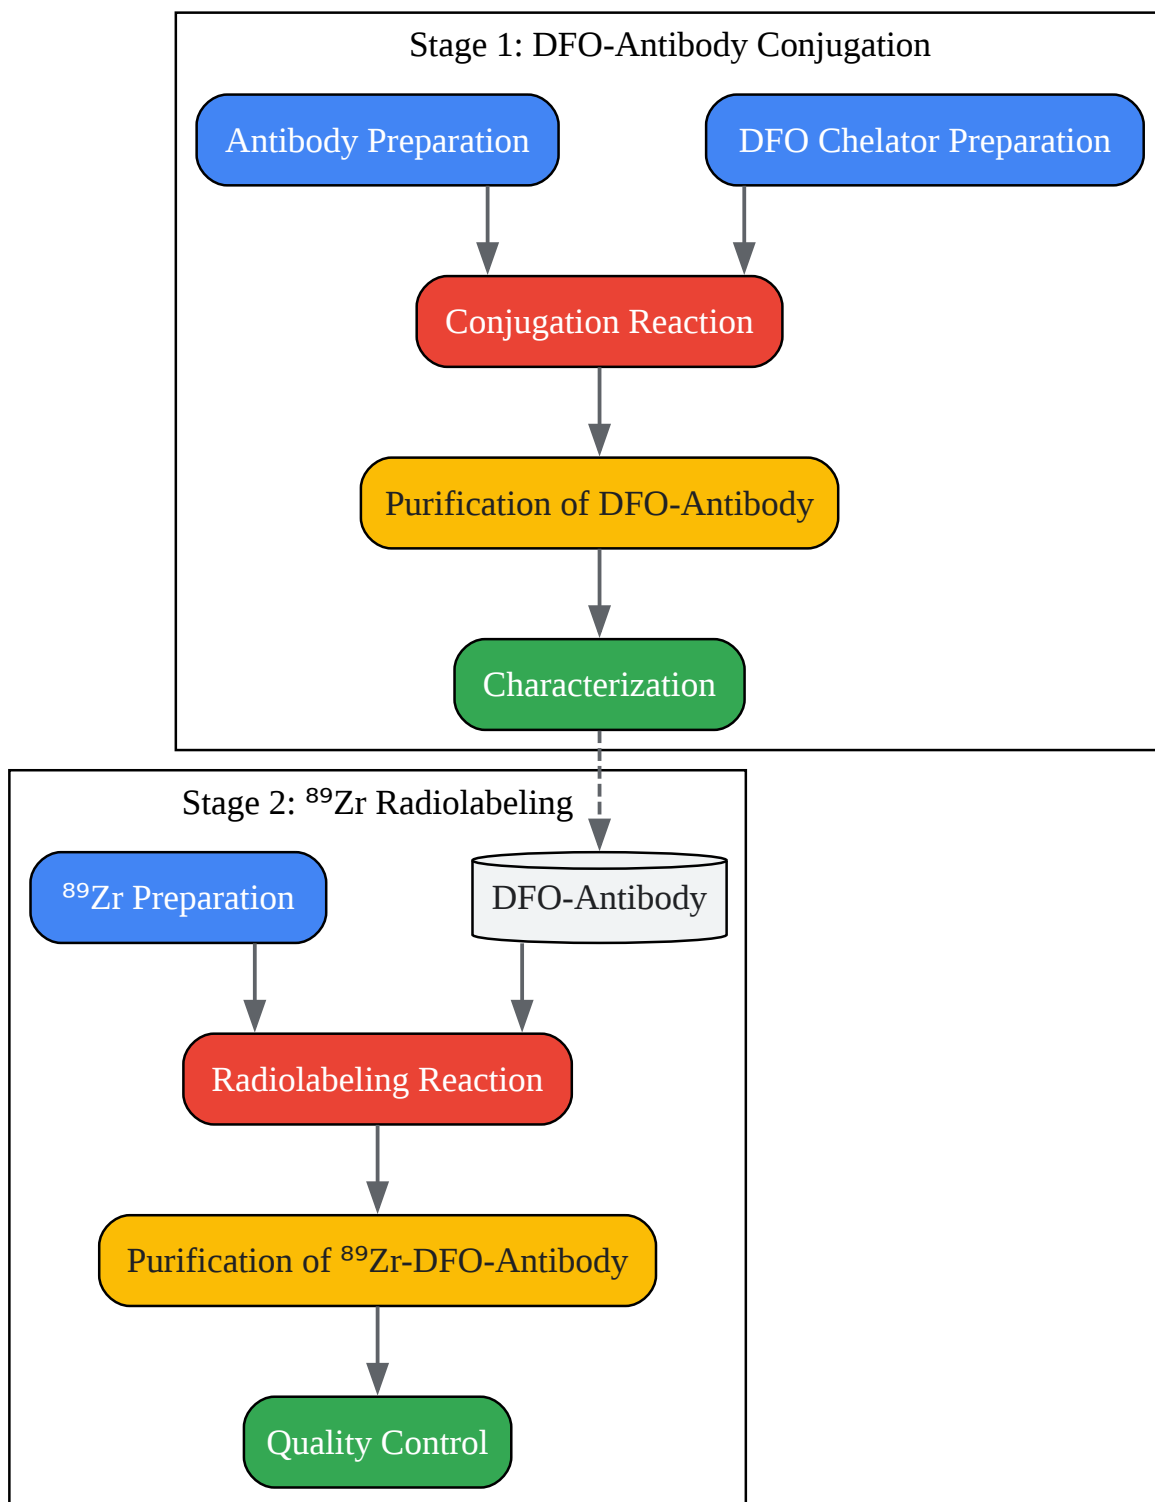 Stage 1: DFO-Antibody Conjugation
Antibody Preparation
DFO Chelator Preparation
Conjugation Reaction
Purification of DFO-Antibody
Characterization
Stage 2: ⁸⁹Zr Radiolabeling
⁸⁹Zr Preparation
DFO-Antibody
Radiolabeling Reaction
Purification of ⁸⁹Zr-DFO-Antibody
Quality Control